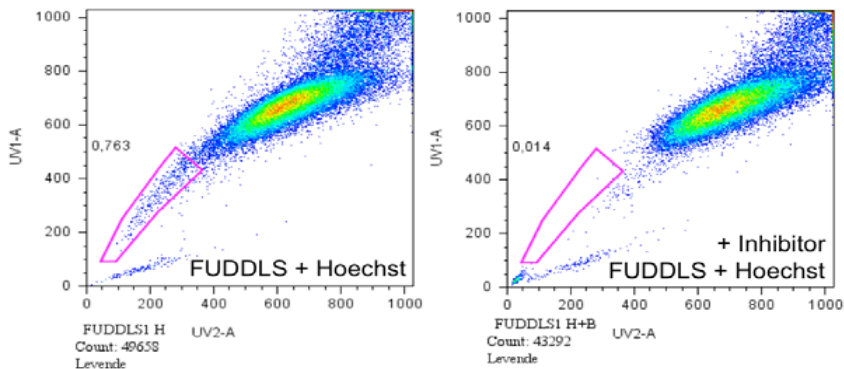 1000
800
600
400
200
0
UV1-A
0,763
FUDDLS + Hoechst
0 200 400 600 800 1000
UV2-A
FUDDLS1 H
Count: 49658
Levende
1000
800
600
400
200
0
UV1-A
0,014
+ Inhibitor
FUDDLS + Hoechst
0 200 400 600 800 1000
UV2-A
FUDDLS1 H+B
Count: 43292
Levende